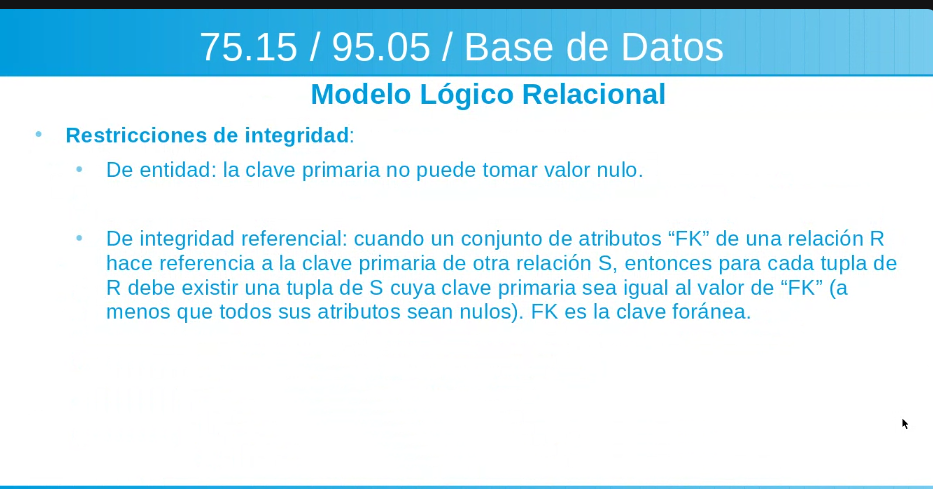 75.15 / 95.05 / Base de Datos
Modelo Lógico Relacional
• Restricciones de integridad:
• De entidad: la clave primaria no puede tomar valor nulo.
• De integridad referencial: cuando un conjunto de atributos “FK” de una relación R
hace referencia a la clave primaria de otra relación S, entonces para cada tupla de
R debe existir una tupla de S cuya clave primaria sea igual al valor de “FK” (a
menos que todos sus atributos sean nulos). FK es la clave foránea.